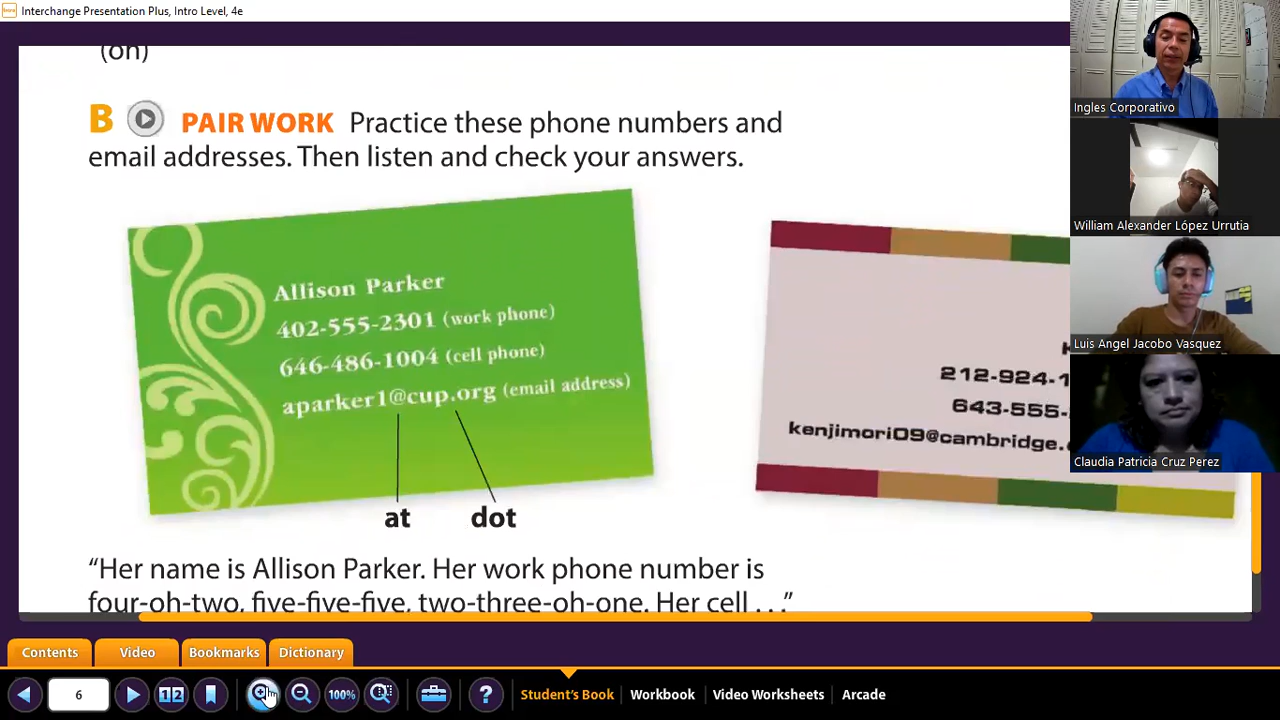 Interchange Presentation Plus, Intro Level, 4e
(oh)
B PAIR WORK Practice these phone numbers and
email addresses. Then listen and check your answers.
Allison Parker
402-555-2301 (work phone)
646-486-1004 (cell phone)
aparker1@cup.org (email address)
at dot
212-924-1
643-555-
kenjimori09@cambridge.
"Her name is Allison Parker. Her work phone number is
four-oh-two, five-five-five, two-three-oh-one. Her cell . . ."
Ingles Corporativo
William Alexander López Urrutia
Luis Angel Jacobo Vasquez
Claudia Patricia Cruz Perez
Contents Video Bookmarks Dictionary
6 1 2 100% ? Student's Book Workbook Video Worksheets Arcade